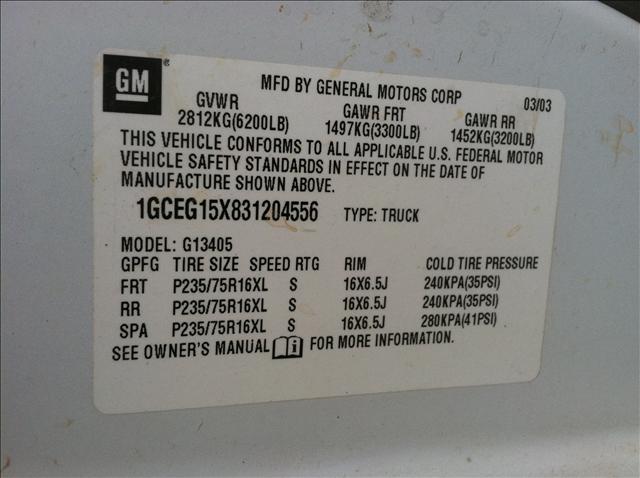 GM ®
MFD BY GENERAL MOTORS CORP 03/03
GVWR GAWR FRT GAWR RR
2812KG(6200LB) 1497KG(3300LB) 1452KG(3200LB)
THIS VEHICLE CONFORMS TO ALL APPLICABLE U.S. FEDERAL MOTOR
VEHICLE SAFETY STANDARDS IN EFFECT ON THE DATE OF
MANUFACTURE SHOWN ABOVE.
1GCEG15X831204556 TYPE: TRUCK
MODEL: G13405
GPFG TIRE SIZE SPEED RTG RIM COLD TIRE PRESSURE
FRT P235/75R16XL S 16X6.5J 240KPA(35PSI)
RR P235/75R16XL S 16X6.5J 240KPA(35PSI)
SPA P235/75R16XL S 16X6.5J 280KPA(41PSI)
SEE OWNER'S MANUAL i FOR MORE INFORMATION.